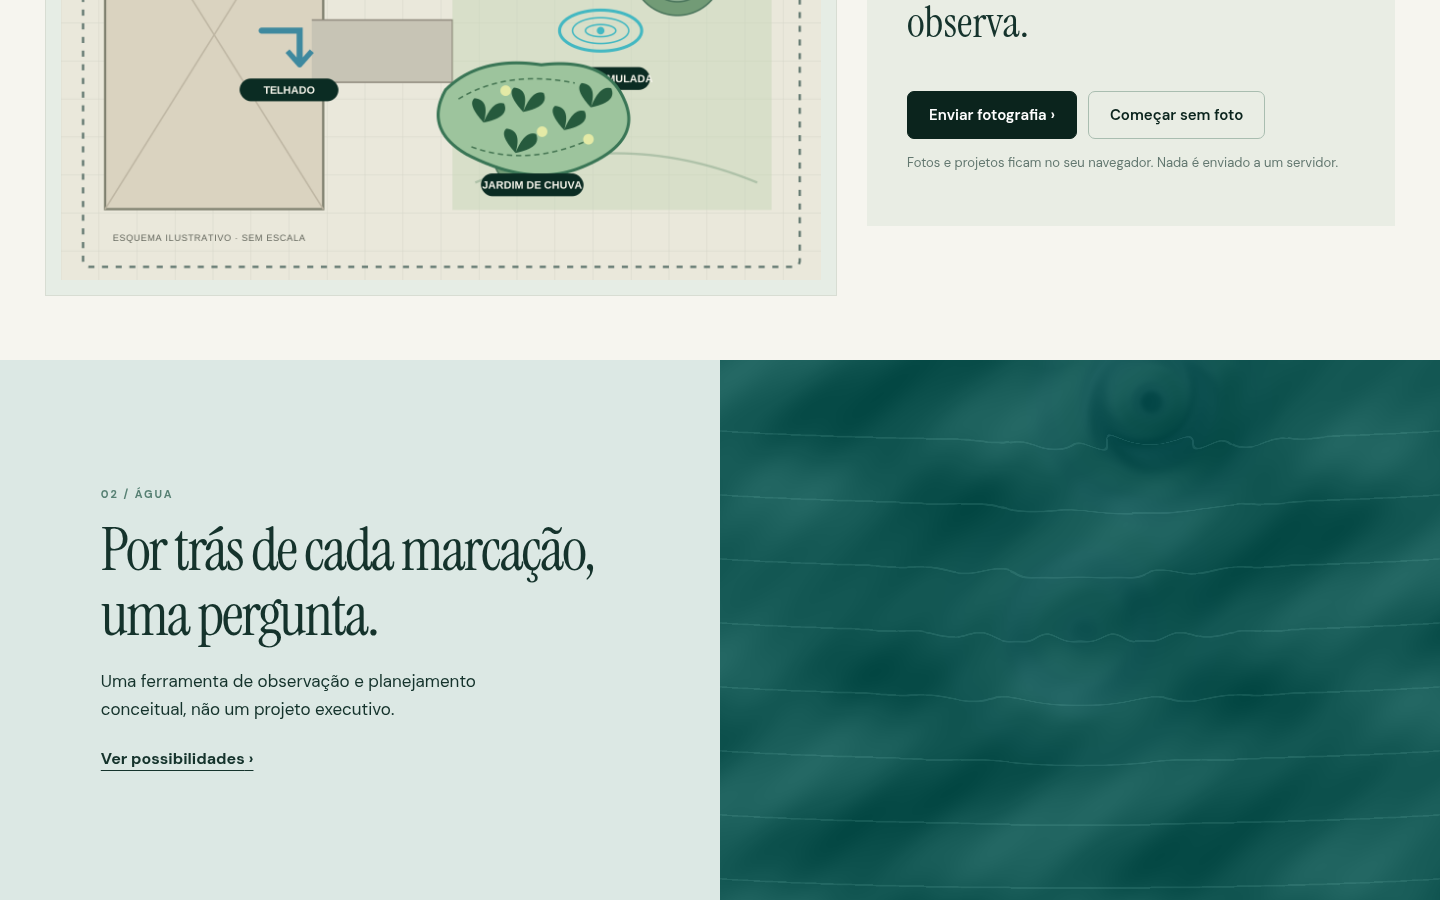 observa.
Enviar fotografia ›
Começar sem foto
Fotos e projetos ficam no seu navegador. Nada é enviado a um servidor.
TELHADO
JARDIM DE CHUVA
ESQUEMA ILUSTRATIVO - SEM ESCALA
02 / ÁGUA
Por trás de cada marcação,
uma pergunta.
Uma ferramenta de observação e planejamento
conceitual, não um projeto executivo.
Ver possibilidades ›